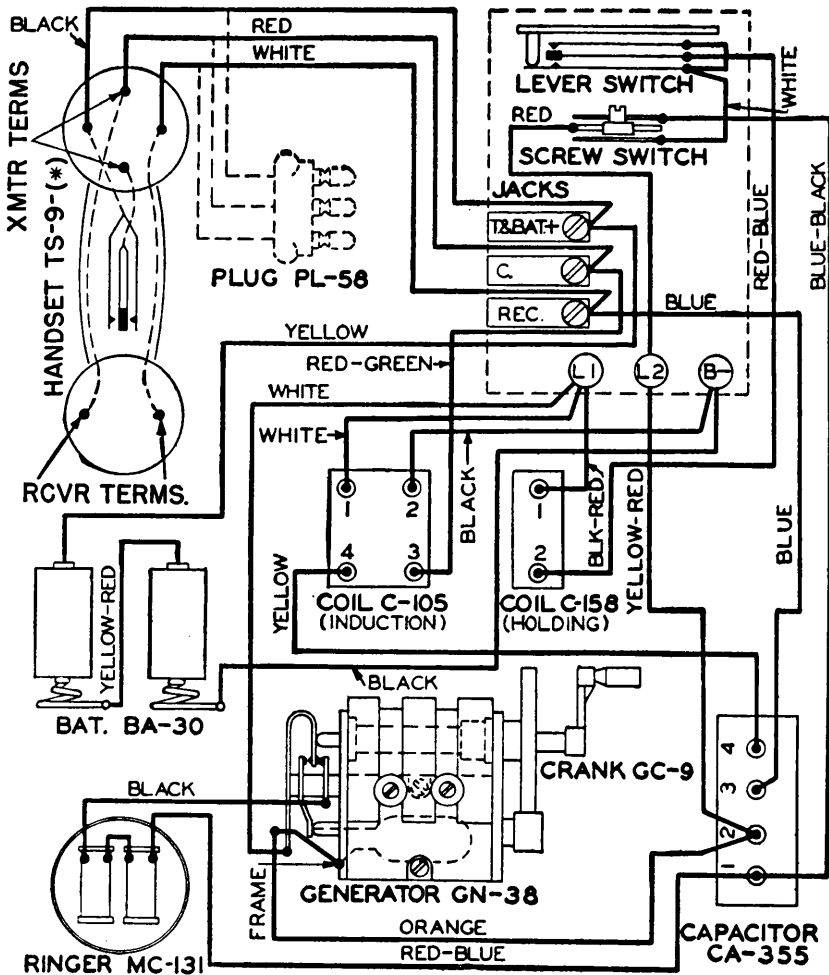 BLACK
RED
WHITE
LEVER SWITCH
WHITE
XMTR TERMS
RED
SCREW SWITCH
HANDSET TS-9-(*)
JACKS
T.&BAT.+
PLUG PL-58
C.
RED-BLUE
BLUE-BLACK
REC.
BLUE
YELLOW
RED-GREEN
L1
L2
B-
WHITE
WHITE
BLACK
BLK-RED
YELLOW-RED
BLUE
RCVR TERMS.
1 2
4 3
1
2
YELLOW
COIL C-105
(INDUCTION)
COIL C-158
(HOLDING)
YELLOW-RED
BLACK
BAT. BA-30
4
3
2
1
CRANK GC-9
BLACK
FRAME
GENERATOR GN-38
ORANGE
RED-BLUE
RINGER MC-131
CAPACITOR
CA-355